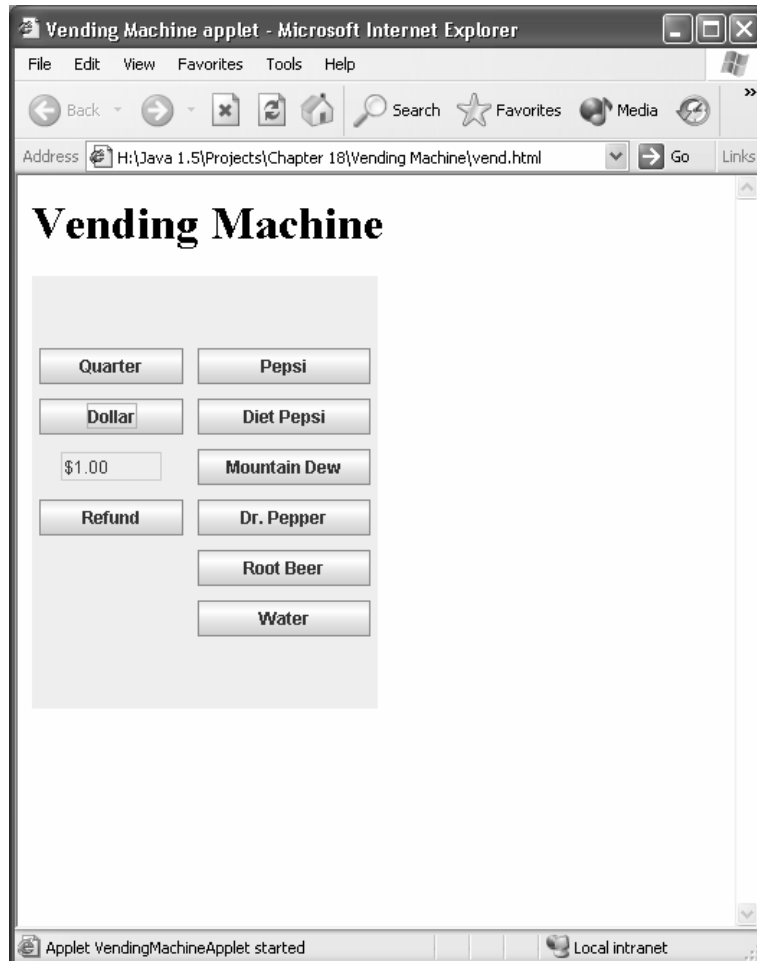 Vending Machine applet - Microsoft Internet Explorer
File Edit View Favorites Tools Help
Back Search Favorites Media »
Address H:\Java 1.5\Projects\Chapter 18\Vending Machine\vend.html Go Links
Vending Machine
Quarter Pepsi
Dollar Diet Pepsi
$1.00 Mountain Dew
Refund Dr. Pepper
Root Beer
Water
Applet VendingMachineApplet started Local intranet